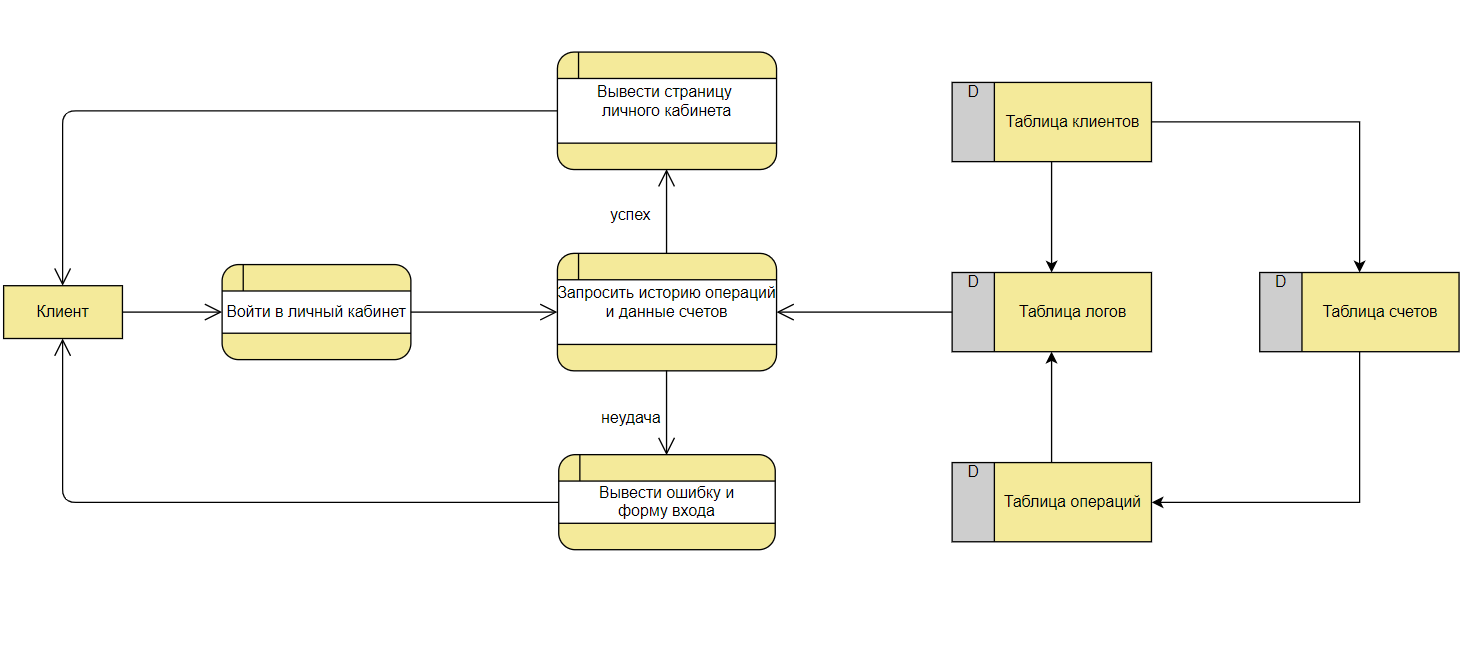 Вывести страницу
личного кабинета
D
Таблица клиентов
успех
Клиент
Войти в личный кабинет
Запросить историю операций
и данные счетов
D
Таблица логов
D
Таблица счетов
неудача
Вывести ошибку и
форму входа
D
Таблица операций